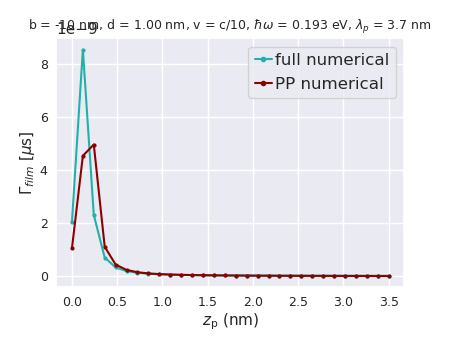 b = -10 nm, d = 1.00 nm, v = c/10, ℏω = 0.193 eV, λₚ = 3.7 nm
1e−9
full numerical
PP numerical
8
6
4
2
0
Γ_film [μs]
0.0 0.5 1.0 1.5 2.0 2.5 3.0 3.5
z_p (nm)